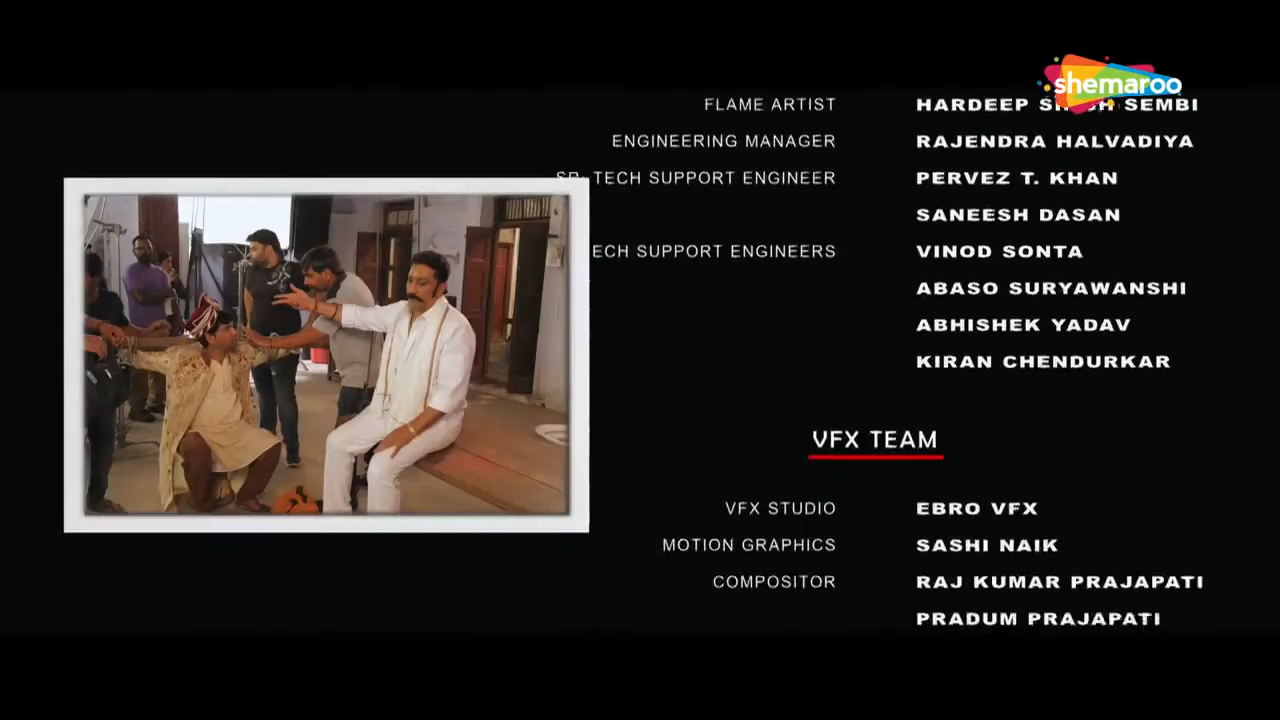 shemaroo
FLAME ARTIST HARDEEP SEMBI
ENGINEERING MANAGER RAJENDRA HALVADIYA
TECH SUPPORT ENGINEER PERVEZ T. KHAN
SANEESH DASAN
ECH SUPPORT ENGINEERS VINOD SONTA
ABASO SURYAWANSHI
ABHISHEK YADAV
KIRAN CHENDURKAR
VFX TEAM
VFX STUDIO EBRO VFX
MOTION GRAPHICS SASHI NAIK
COMPOSITOR RAJ KUMAR PRAJAPATI
PRADUM PRAJAPATI